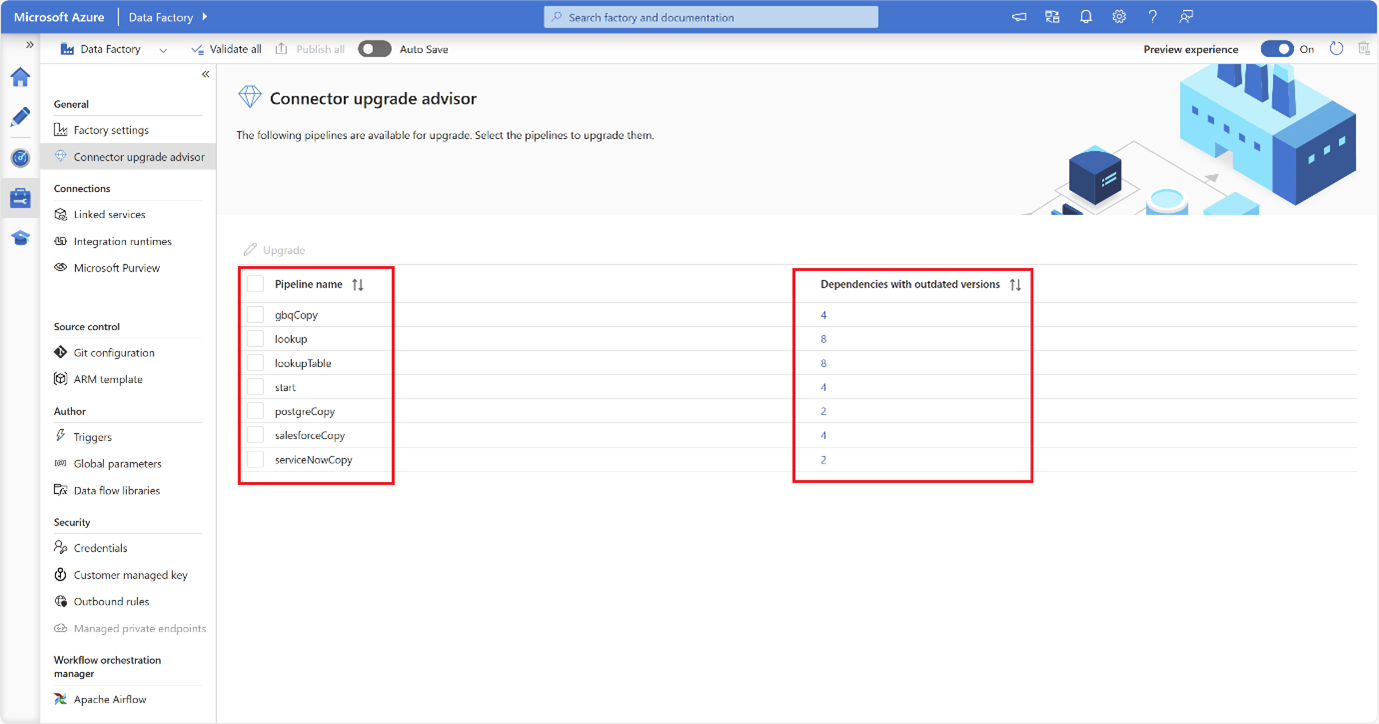 Microsoft Azure
Data Factory
Search factory and documentation
Data Factory
Validate all
Publish all
Auto Save
Preview experience
On
General
Factory settings
Connector upgrade advisor
Connections
Linked services
Integration runtimes
Microsoft Purview
Source control
Git configuration
ARM template
Author
Triggers
Global parameters
Data flow libraries
Security
Credentials
Customer managed key
Outbound rules
Managed private endpoints
Workflow orchestration
manager
Apache Airflow
Connector upgrade advisor
The following pipelines are available for upgrade. Select the pipelines to upgrade them.
Upgrade
Pipeline name Dependencies with outdated versions
gbqCopy 4
lookup 8
lookupTable 8
start 4
postgreCopy 2
salesforceCopy 4
serviceNowCopy 2